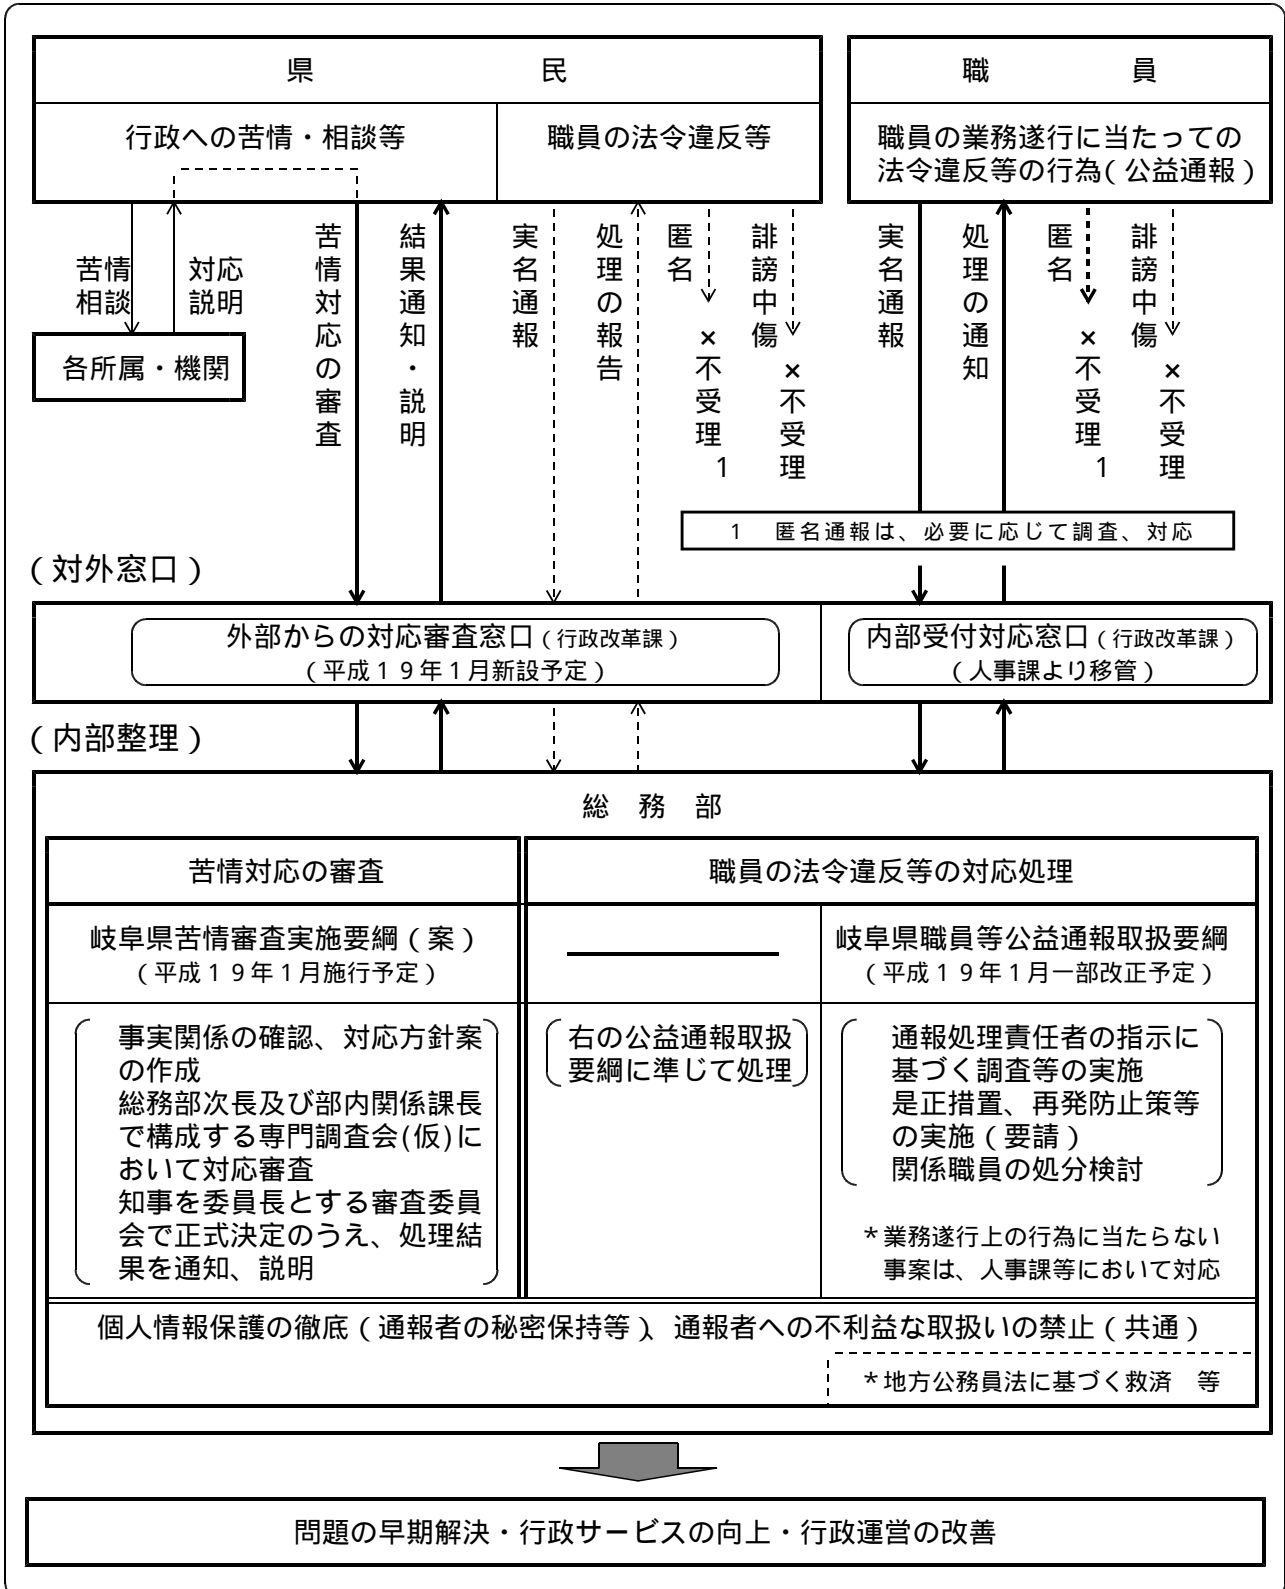 県　民
職　員
行政への苦情・相談等
職員の法令違反等
職員の業務遂行に当たっての
法令違反等の行為(公益通報)
苦情
相談
対応
説明
各所属・機関
苦情対応の審査
結果通知・説明
実名通報
処理の報告
匿名
×不受理 1
誹謗中傷
×不受理
実名通報
処理の通知
匿名
×不受理 1
誹謗中傷
×不受理
1　匿名通報は、必要に応じて調査、対応
(対外窓口)
外部からの対応審査窓口(行政改革課)
(平成19年1月新設予定)
内部受付対応窓口(行政改革課)
(人事課より移管)
(内部整理)
総　務　部
苦情対応の審査
職員の法令違反等の対応処理
岐阜県苦情審査実施要綱(案)
(平成19年1月施行予定)
岐阜県職員等公益通報取扱要綱
(平成19年1月一部改正予定)
事実関係の確認、対応方針案
の作成
総務部次長及び部内関係課長
で構成する専門調査会(仮)に
おいて対応審査
知事を委員長とする審査委員
会で正式決定のうえ、処理結
果を通知、説明
右の公益通報取扱
要綱に準じて処理
通報処理責任者の指示に
基づく調査等の実施
是正措置、再発防止策等
の実施(要請)
関係職員の処分検討
*業務遂行上の行為に当たらない
事案は、人事課等において対応
個人情報保護の徹底(通報者の秘密保持等)、通報者への不利益な取扱いの禁止(共通)
*地方公務員法に基づく救済　等
問題の早期解決・行政サービスの向上・行政運営の改善